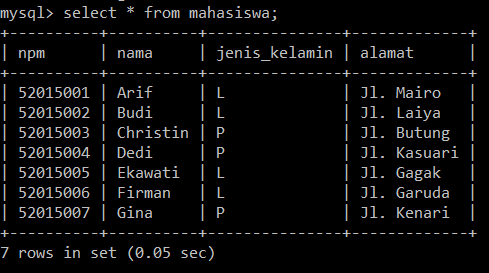 mysql> select * from mahasiswa;
+----------+----------+---------------+-------------+
| npm      | nama     | jenis_kelamin | alamat      |
+----------+----------+---------------+-------------+
| 52015001 | Arif     | L             | Jl. Mairo   |
| 52015002 | Budi     | L             | Jl. Laiya   |
| 52015003 | Christin | P             | Jl. Butung  |
| 52015004 | Dedi     | P             | Jl. Kasuari |
| 52015005 | Ekawati  | L             | Jl. Gagak   |
| 52015006 | Firman   | L             | Jl. Garuda  |
| 52015007 | Gina     | P             | Jl. Kenari  |
+----------+----------+---------------+-------------+
7 rows in set (0.05 sec)